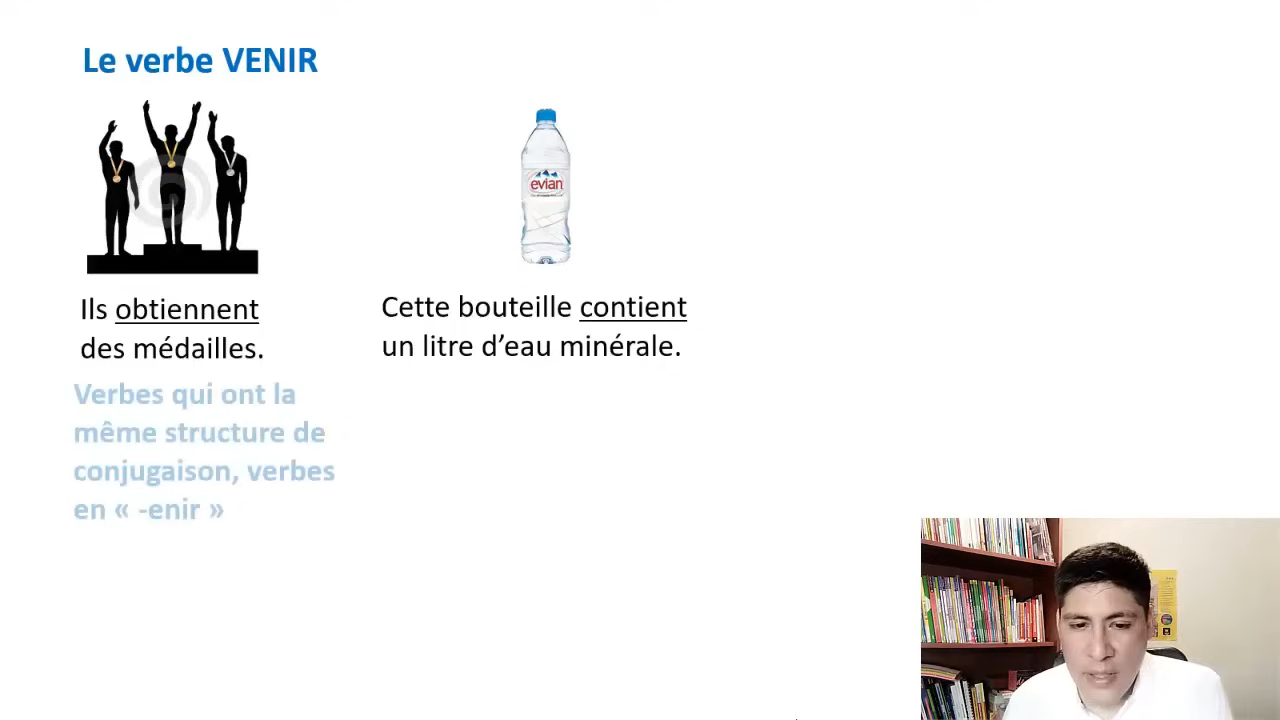 Le verbe VENIR
evian
Ils obtiennent
des médailles.
Cette bouteille contient
un litre d’eau minérale.
Verbes qui ont la
même structure de
conjugaison, verbes
en « -enir »